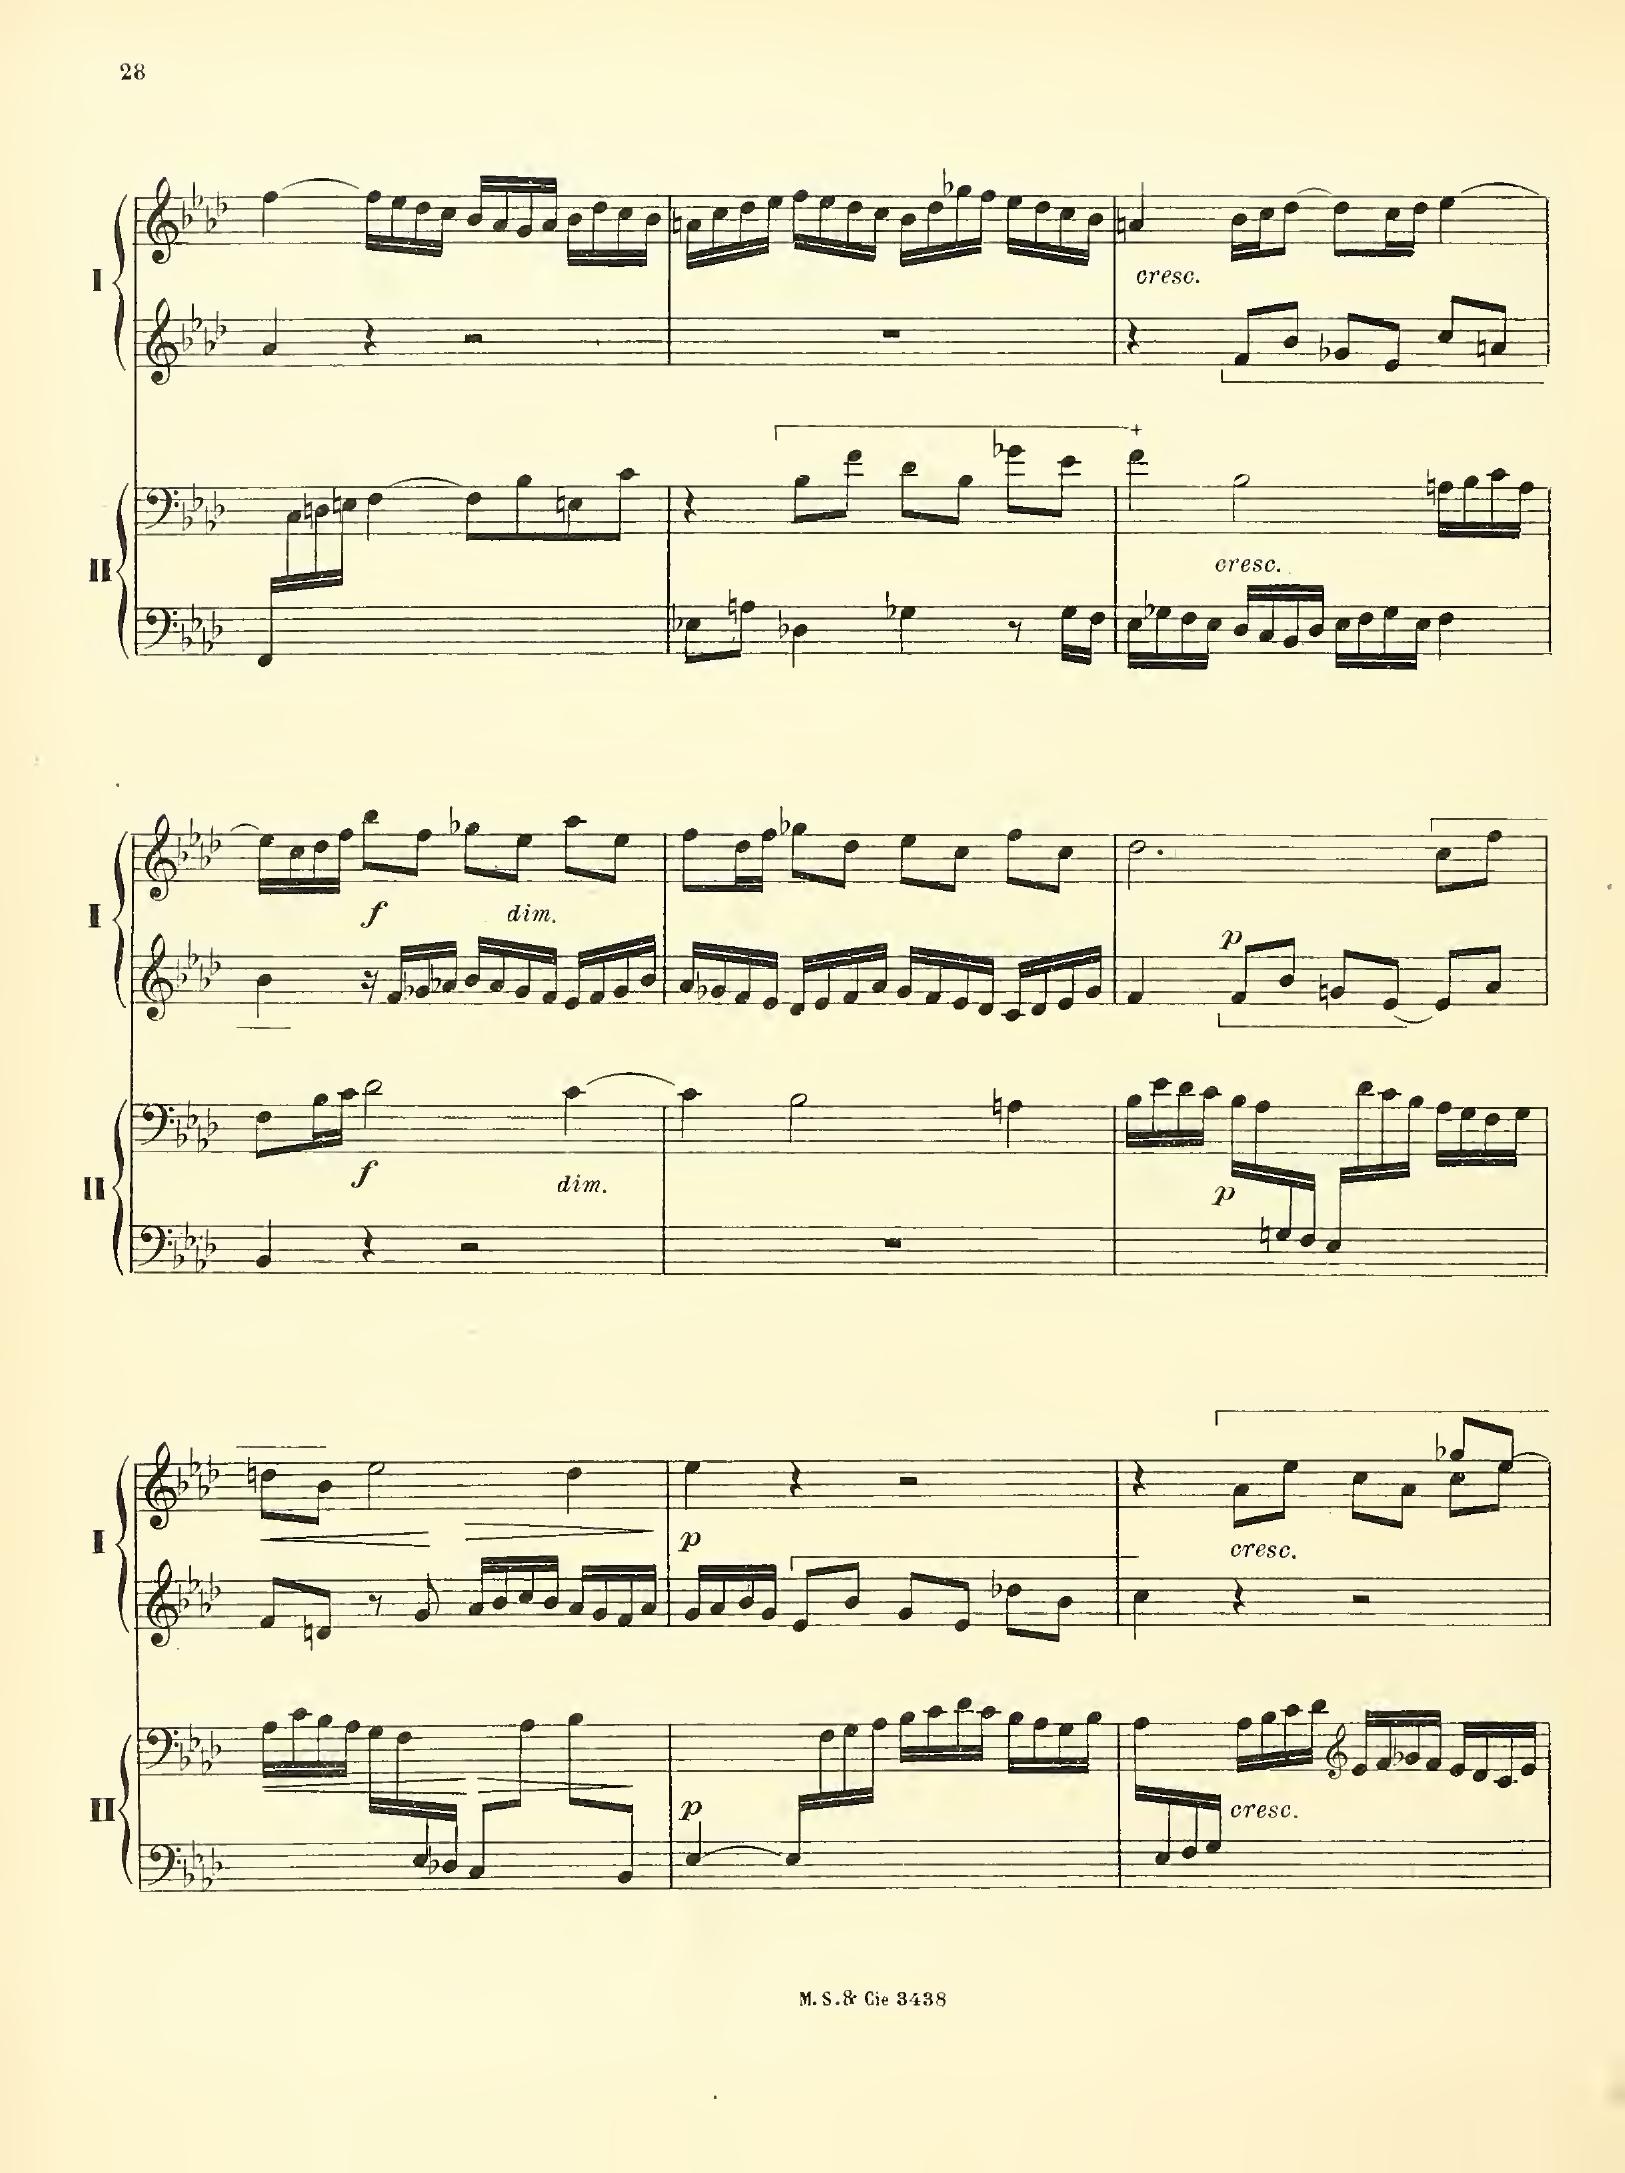 28
I
cresc.
+
II
cresc.
I
f
dim.
p
II
f
dim.
p
I
p
cresc.
II
p
cresc.
M. S. & Cie 3438